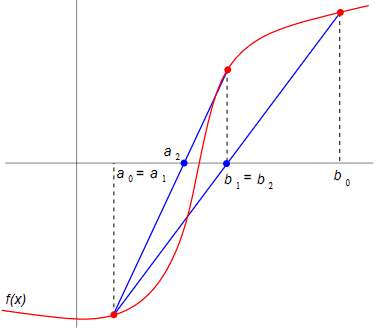 a 2
a 0 = a 1
b 1 = b 2
b 0
f(x)